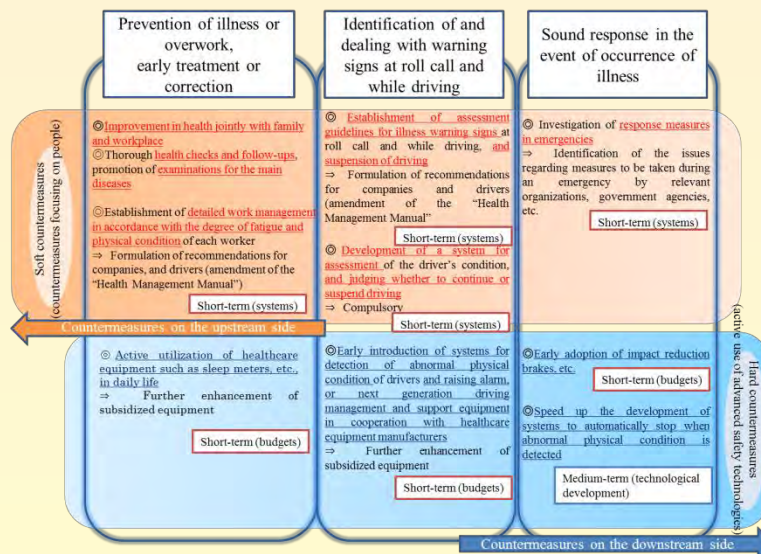 Prevention of illness or
overwork,
early treatment or
correction
Identification of and
dealing with warning
signs at roll call and
while driving
Sound response in the
event of occurrence of
illness
Soft countermeasures
(countermeasures focusing on people)
◎Improvement in health jointly with family
and workplace
◎Thorough health checks and follow-ups,
promotion of examinations for the main
diseases
◎Establishment of detailed work management
in accordance with the degree of fatigue and
physical condition of each worker
⇒ Formulation of recommendations for
companies, and drivers (amendment of the
"Health Management Manual")
Short-term (systems)
◎ Establishment of assessment
guidelines for illness warning signs at
roll call and while driving, and
suspension of driving
⇒ Formulation of recommendations
for companies and drivers
(amendment of the "Health
Management Manual"
Short-term (systems)
◎ Development of a system for
assessment of the driver's condition,
and judging whether to continue or
suspend driving
⇒ Compulsory
Short-term (systems)
◎ Investigation of response measures
in emergencies
⇒ Identification of the issues
regarding measures to be taken during
an emergency by relevant
organizations, government agencies,
etc.
Short-term (systems)
Countermeasures on the upstream side
◎ Active utilization of healthcare
equipment such as sleep meters, etc.,
in daily life
⇒ Further enhancement of
subsidized equipment
Short-term (budgets)
◎Early introduction of systems for
detection of abnormal physical
condition of drivers and raising alarm,
or next generation driving
management and support equipment
in cooperation with healthcare
equipment manufacturers
⇒ Further enhancement of
subsidized equipment
Short-term (budgets)
◎Early adoption of impact reduction
brakes, etc.
Short-term (budgets)
◎Speed up the development of
systems to automatically stop when
abnormal physical condition is
detected
Medium-term (technological
development)
Hard countermeasures
(active use of advanced safety technologies)
Countermeasures on the downstream side